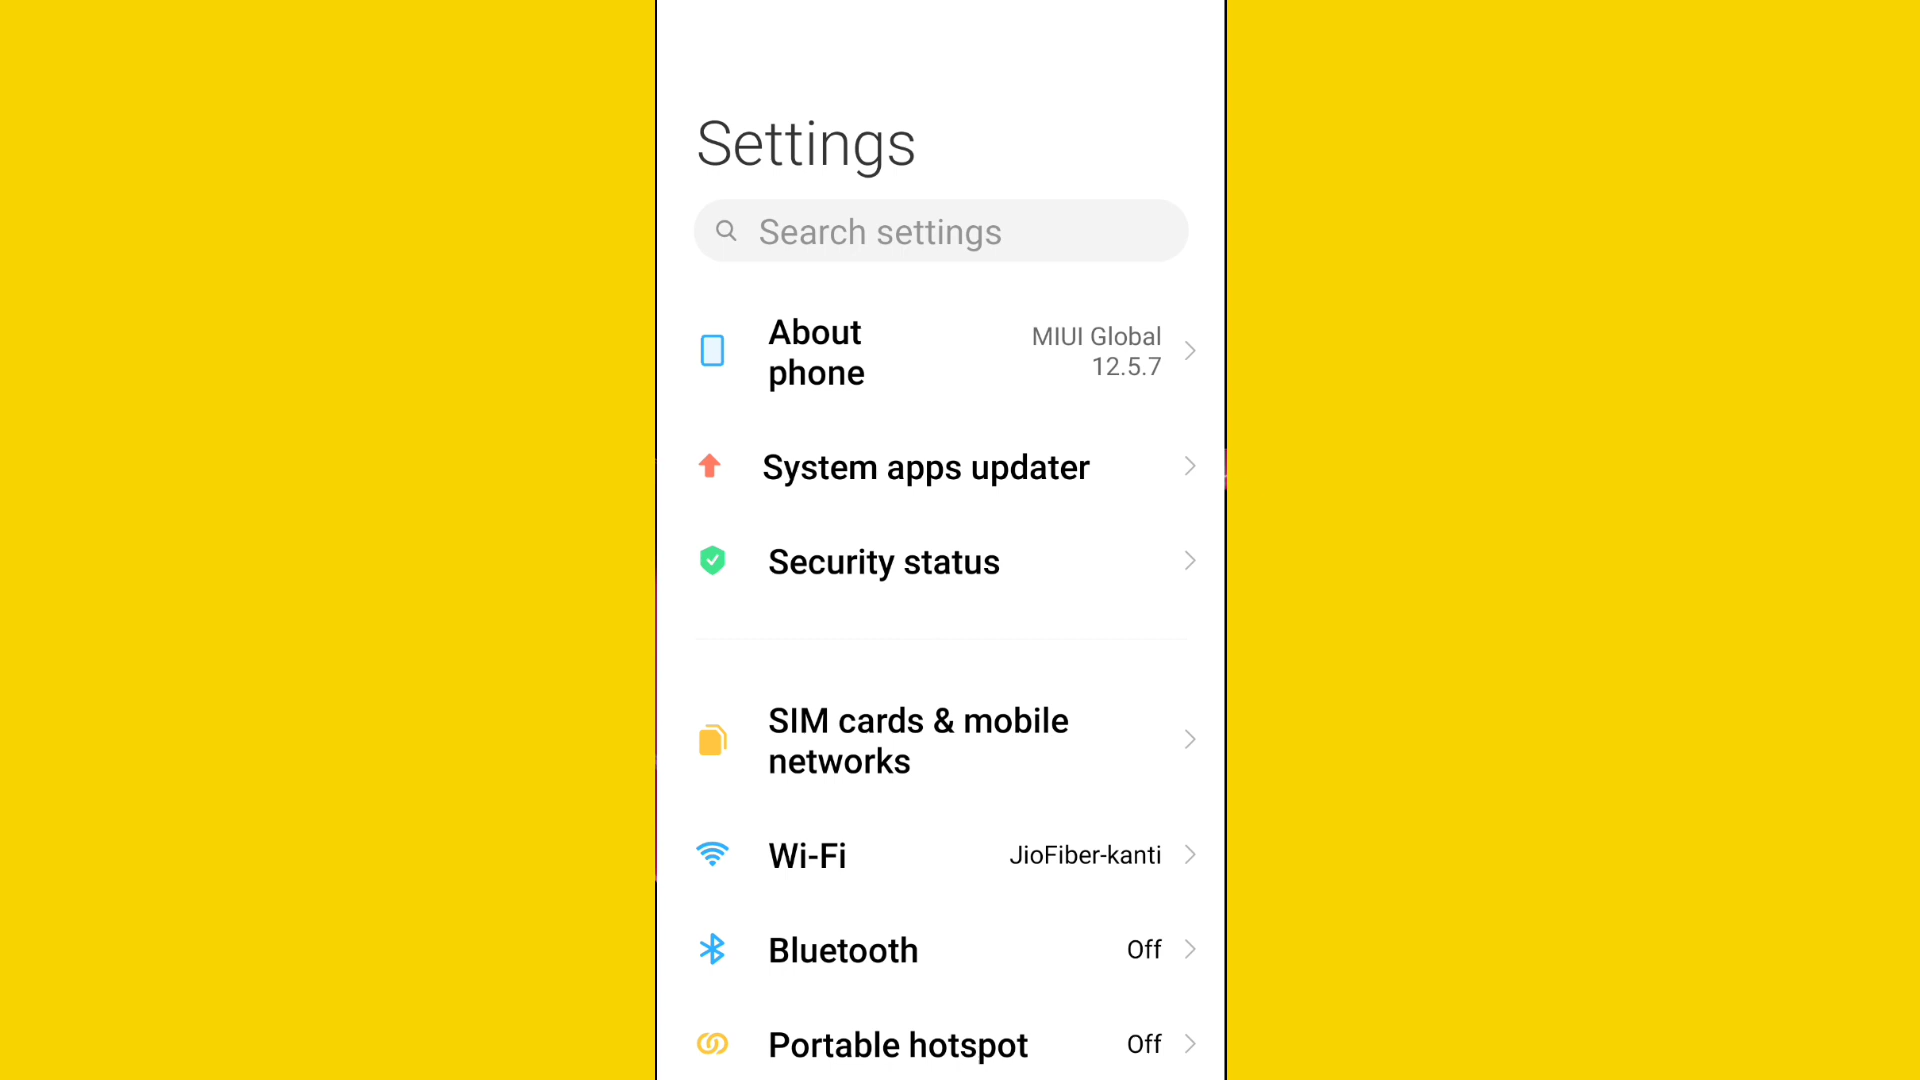 Settings
Search settings
About
phone
MIUI Global
12.5.7
System apps updater
Security status
SIM cards & mobile
networks
Wi-Fi
JioFiber-kanti
Bluetooth
Off
Portable hotspot
Off